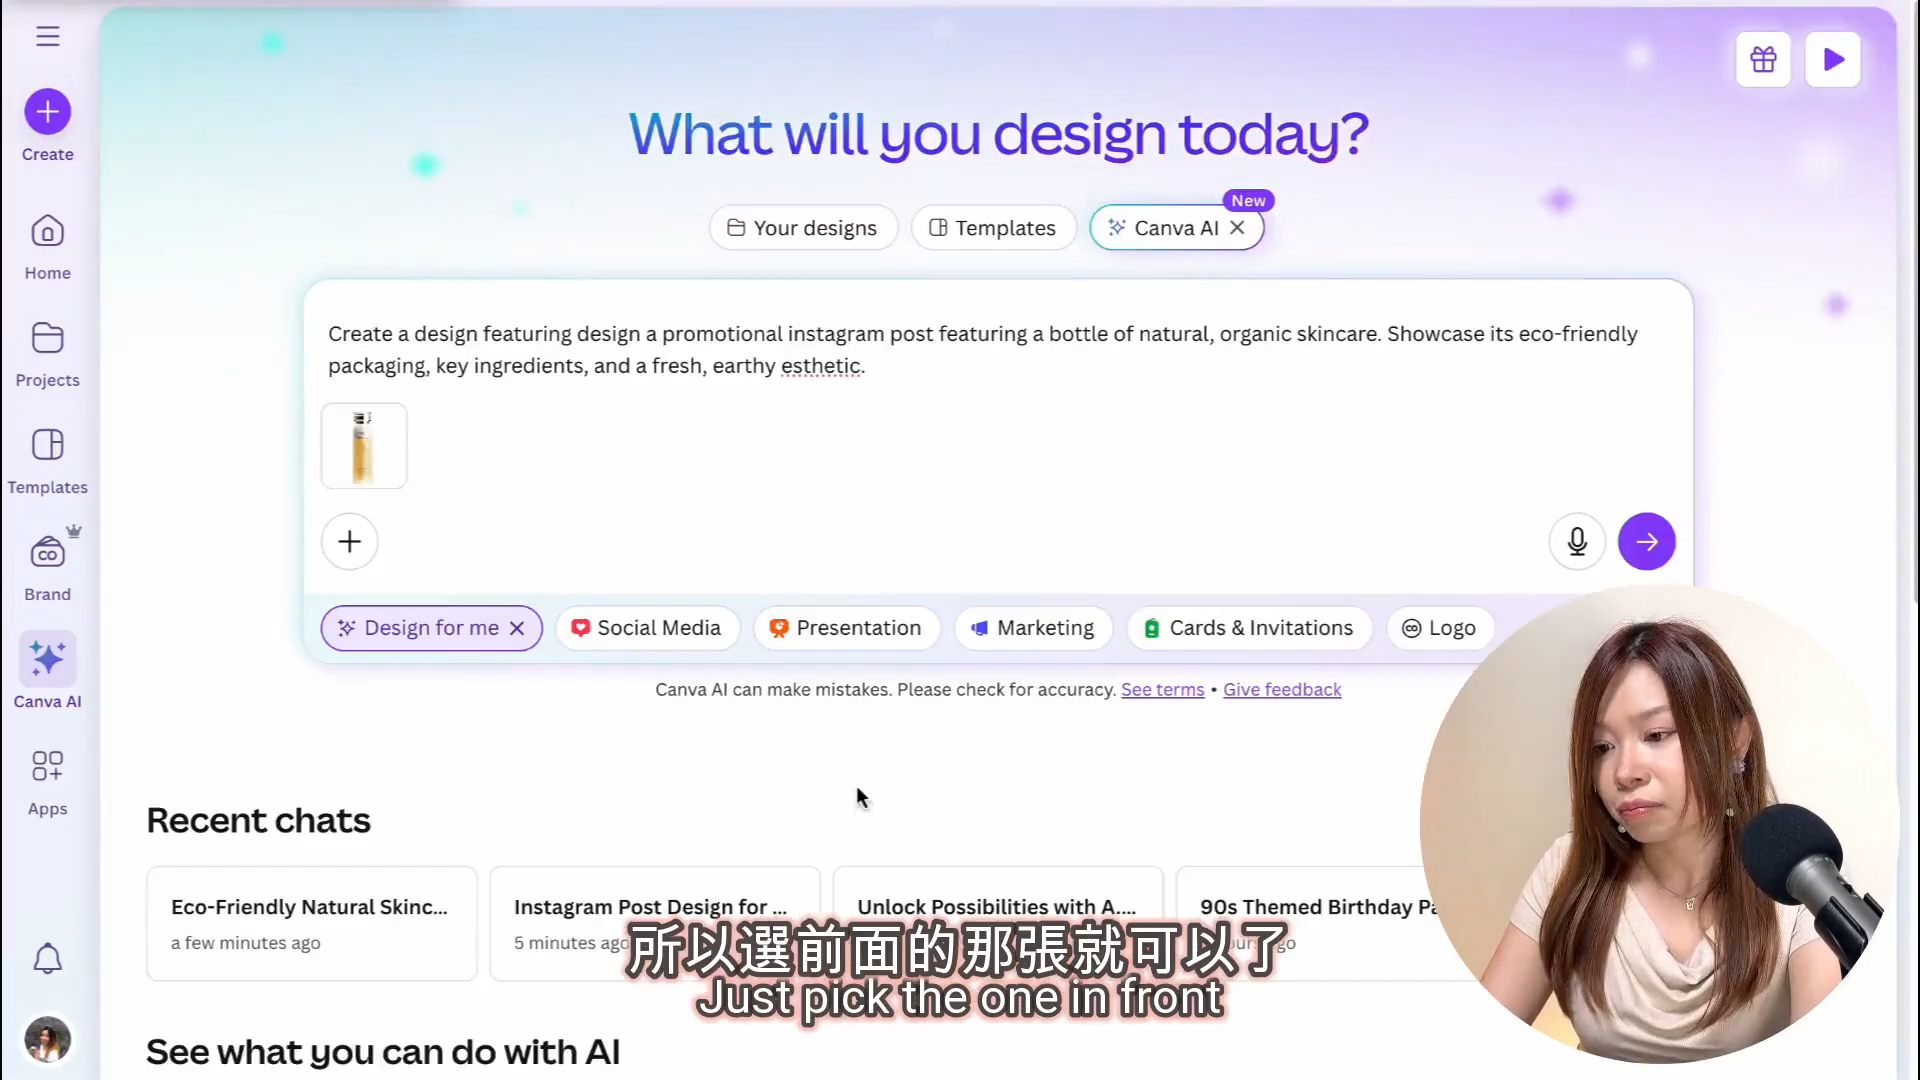 What will you design today?
New
Your designs
Templates
Canva AI
Create a design featuring design a promotional instagram post featuring a bottle of natural, organic skincare. Showcase its eco-friendly
packaging, key ingredients, and a fresh, earthy esthetic.
Design for me
Social Media
Presentation
Marketing
Cards & Invitations
Logo
Canva AI can make mistakes. Please check for accuracy. See terms • Give feedback
Create
Home
Projects
Templates
CO
Brand
Canva AI
Apps
Recent chats
Eco-Friendly Natural Skinc...
a few minutes ago
Instagram Post Design for ...
5 minutes ago
Unlock Possibilities with A....
90s Themed Birthday Pa
ago
所以選前面的那張就可以了
Just pick the one in front
See what you can do with AI